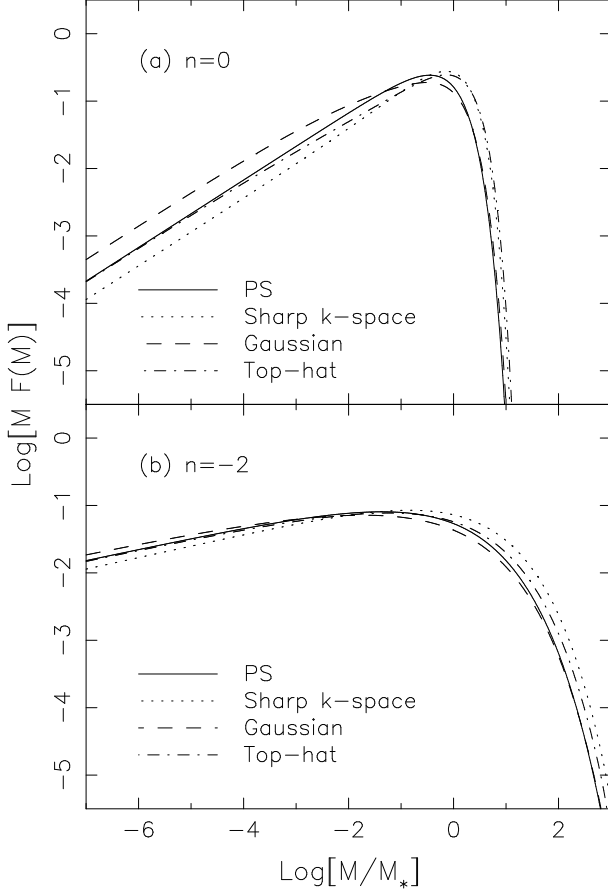 0
(a) n=0
−1
−2
−3
−4
−5
PS
Sharp k−space
Gaussian
Top−hat
Log[M F(M)]
0
(b) n=−2
−1
−2
−3
−4
−5
PS
Sharp k−space
Gaussian
Top−hat
−6 −4 −2 0 2
Log[M/M*]